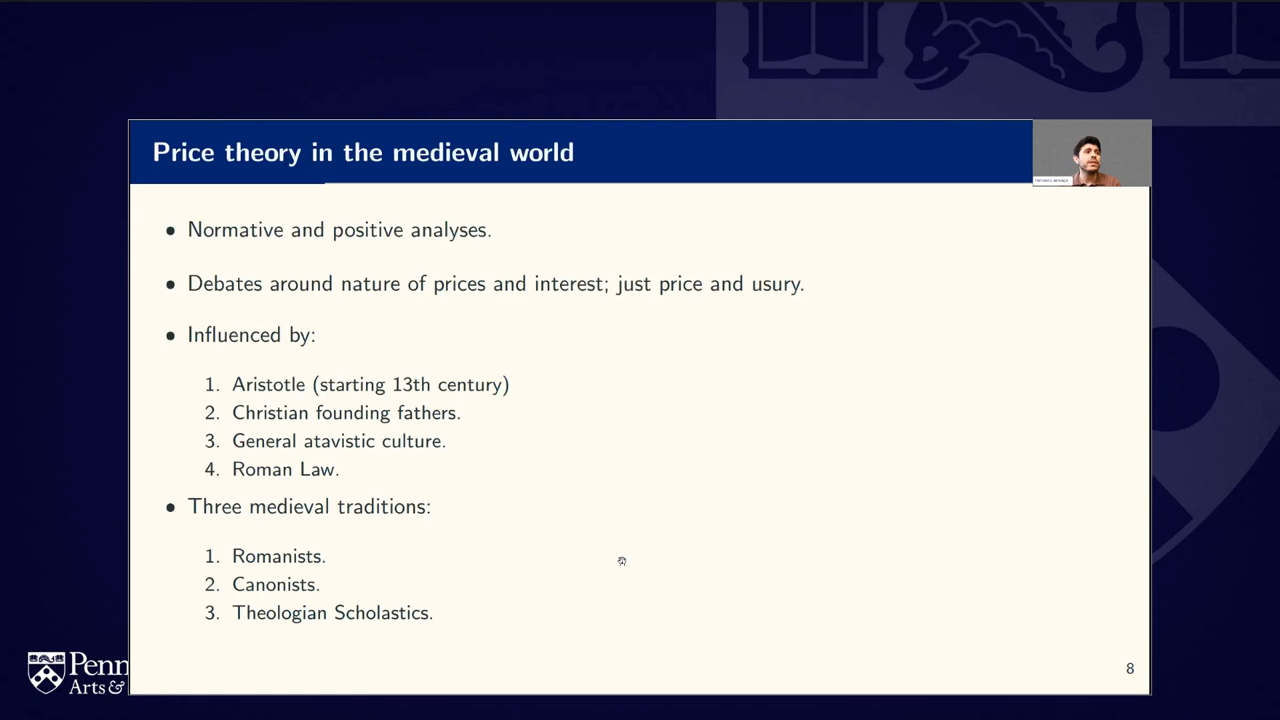 Price theory in the medieval world
• Normative and positive analyses.
• Debates around nature of prices and interest; just price and usury.
• Influenced by:
1. Aristotle (starting 13th century)
2. Christian founding fathers.
3. General atavistic culture.
4. Roman Law.
• Three medieval traditions:
1. Romanists.
2. Canonists.
3. Theologian Scholastics.
8
Penn
Arts &